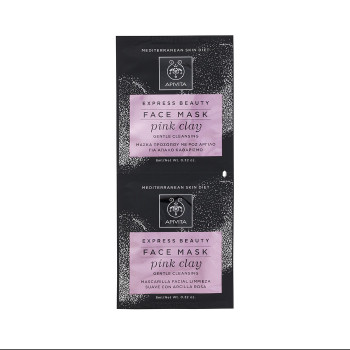 MEDITERRANEAN SKIN DIET
APIVITA
EXPRESS BEAUTY
FACE MASK
pink clay
GENTLE CLEANSING
ΜΑΣΚΑ ΠΡΟΣΩΠΟΥ ΜΕ ΡΟΖ ΑΡΓΙΛΟ
ΓΙΑ ΑΠΑΛΟ ΚΑΘΑΡΙΣΜΟ
MEDITERRANEAN SKIN DIET
APIVITA
EXPRESS BEAUTY
FACE MASK
pink clay
GENTLE CLEANSING
MASCARILLA FACIAL LIMPIEZA
SUAVE CON ARCILLA ROSA